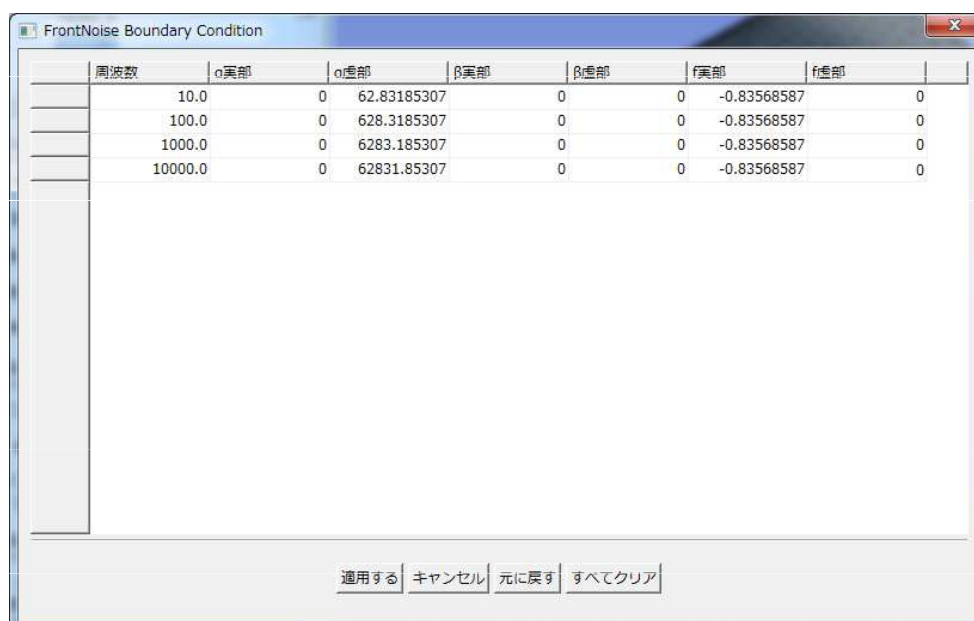 FrontNoise Boundary Condition
周波数 α実部 α虚部 β実部 β虚部 f実部 f虚部
10.0 0 62.83185307 0 0 -0.83568587 0
100.0 0 628.3185307 0 0 -0.83568587 0
1000.0 0 6283.185307 0 0 -0.83568587 0
10000.0 0 62831.85307 0 0 -0.83568587 0
適用する キャンセル 元に戻す すべてクリア